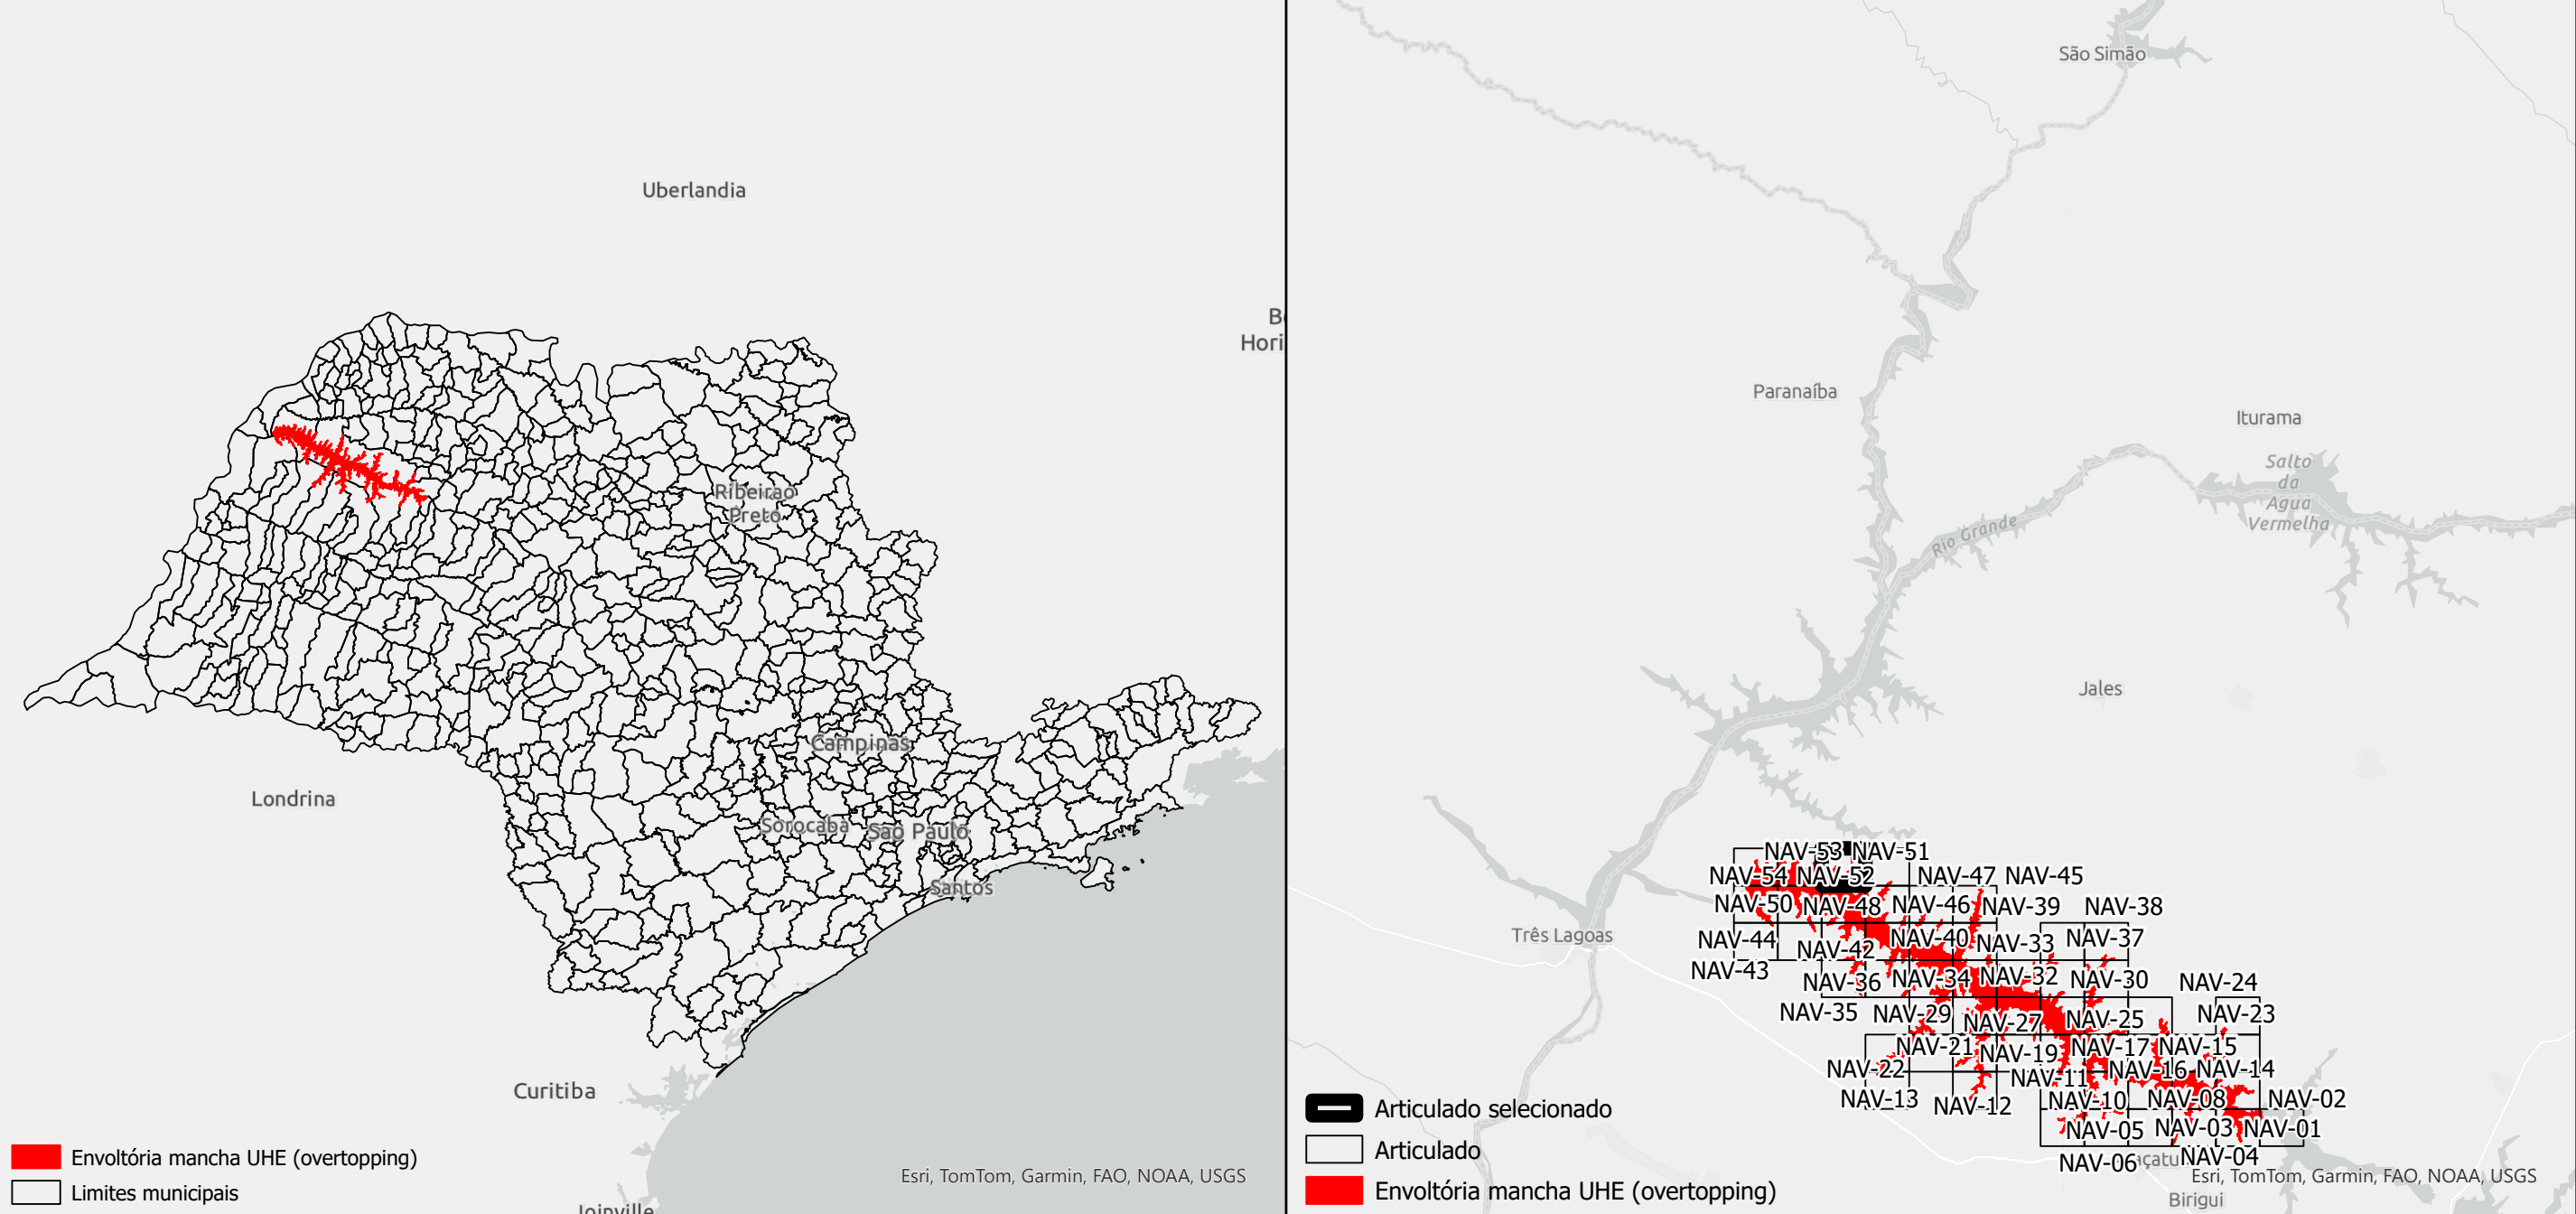 Uberlandia
Be
Hori
Ribeirao
Preto
Campinas
Sorocaba
Sao Paulo
Santos
Londrina
Curitiba
Joinville
Envoltória mancha UHE (overtopping)
Limites municipais
Esri, TomTom, Garmin, FAO, NOAA, USGS
São Simão
Paranaíba
Iturama
Salto
da
Agua
Vermelha
Rio Grande
Jales
Três Lagoas
NAV-53 NAV-51
NAV-54 NAV-52 NAV-47 NAV-45
NAV-50 NAV-48 NAV-46 NAV-39 NAV-38
NAV-44 NAV-42 NAV-40 NAV-33 NAV-37
NAV-43 NAV-36 NAV-34 NAV-32 NAV-30 NAV-24
NAV-35 NAV-29 NAV-27 NAV-25 NAV-23
NAV-21 NAV-19 NAV-17 NAV-15
NAV-22 NAV-11 NAV-16 NAV-14
NAV-13 NAV-12 NAV-10 NAV-08 NAV-02
NAV-05 NAV-03 NAV-01
NAV-06 açatu NAV-04
Birigui
Articulado selecionado
Articulado
Envoltória mancha UHE (overtopping)
Esri, TomTom, Garmin, FAO, NOAA, USGS